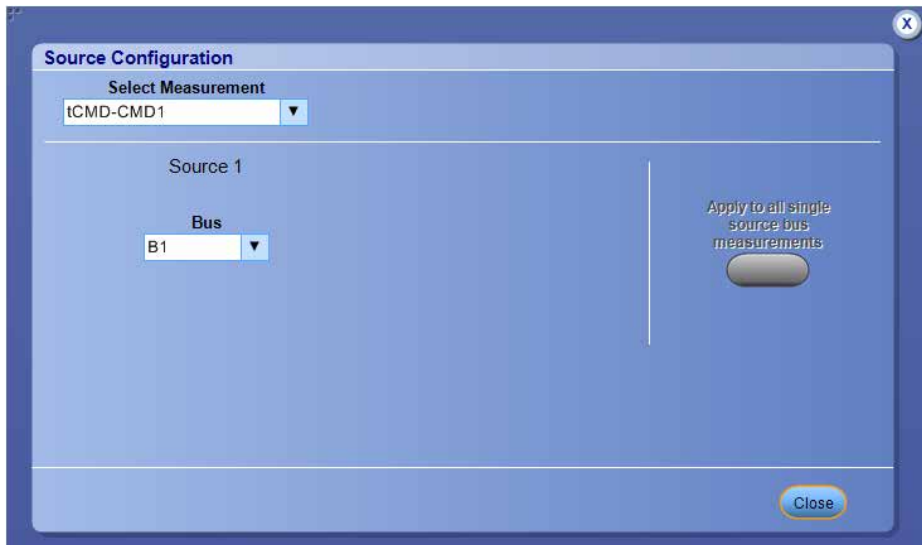 X
Source Configuration
Select Measurement
tCMD-CMD1
Source 1
Bus
B1
Apply to all single
source bus
measurements
Close